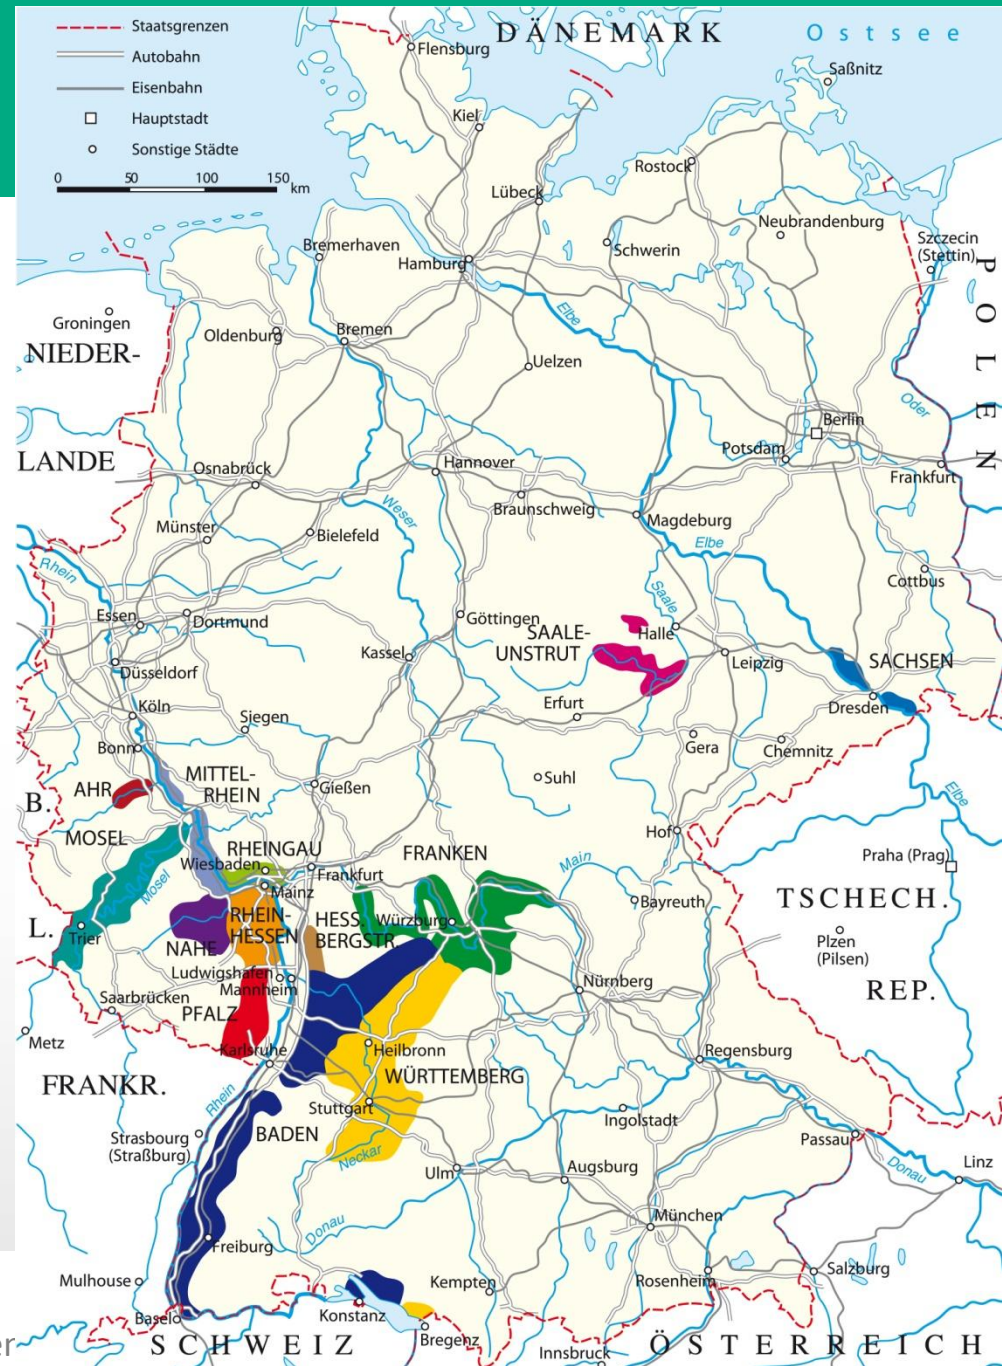 Staatsgrenzen
Autobahn
Eisenbahn
Hauptstadt
Sonstige Städte
0 50 100 150 km
DÄNEMARK
Ostsee
Flensburg
Saßnitz
Kiel
Rostock
Lübeck
Neubrandenburg
Bremerhaven
Schwerin
Szczecin
(Stettin)
Hamburg
POLEN
Groningen
Elbe
Oldenburg
Bremen
NIEDER-
Uelzen
Oder
Berlin
LANDE
Hannover
Potsdam
Osnabrück
Frankfurt
Braunschweig
Weser
Münster
Bielefeld
Magdeburg
Elbe
Rhein
Cottbus
Saale
Essen
Dortmund
Göttingen
SAALE-
UNSTRUT
Halle
Kassel
Leipzig
SACHSEN
Düsseldorf
Erfurt
Dresden
Köln
Siegen
Bonn
Gera
Chemnitz
AHR
MITTEL-
RHEIN
Gießen
Suhl
Elbe
B.
MOSEL
Hof
RHEINGAU
FRANKEN
Main
Praha (Prag)
Wiesbaden
Frankfurt
Mosel
Mainz
TSCHECH.
Bayreuth
L.
Trier
RHEIN-
HESSEN
HESS.
BERGSTR.
Würzburg
Plzen
(Pilsen)
NAHE
Ludwigshafen
Mannheim
Nürnberg
REP.
Saarbrücken
PFALZ
Metz
Karlsruhe
Heilbronn
Regensburg
FRANKR.
WÜRTTEMBERG
Rhein
Stuttgart
Ingolstadt
BADEN
Strasbourg
(Straßburg)
Passau
Neckar
Ulm
Augsburg
Donau
Linz
Donau
München
Freiburg
Mulhouse
Kempten
Rosenheim
Salzburg
Basel
Konstanz
Bregenz
SCHWEIZ
Innsbruck
ÖSTERREICH
er